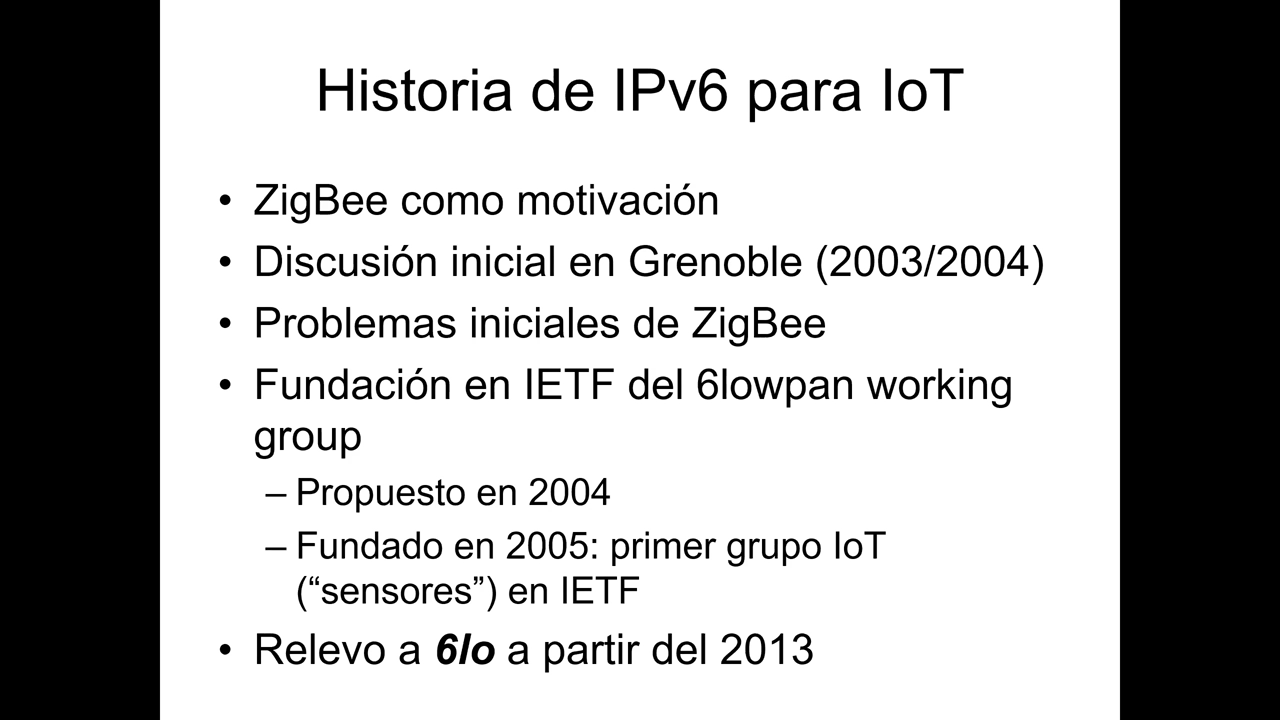 Historia de IPv6 para IoT
• ZigBee como motivación
• Discusión inicial en Grenoble (2003/2004)
• Problemas iniciales de ZigBee
• Fundación en IETF del 6lowpan working
group
– Propuesto en 2004
– Fundado en 2005: primer grupo IoT
(“sensores”) en IETF
• Relevo a 6lo a partir del 2013